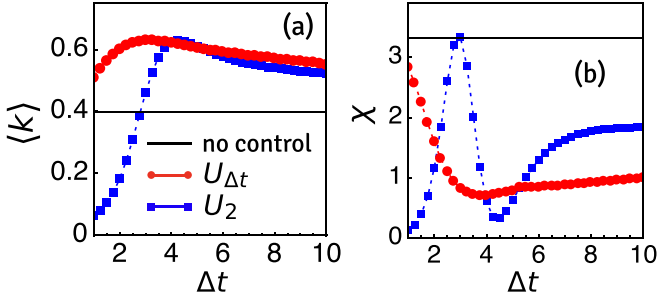 (a)
⟨k⟩
0.6
0.4
0.2
0
no control
U_Δt
U_2
2 4 6 8 10
Δt
(b)
χ
3
2
1
0
2 4 6 8 10
Δt